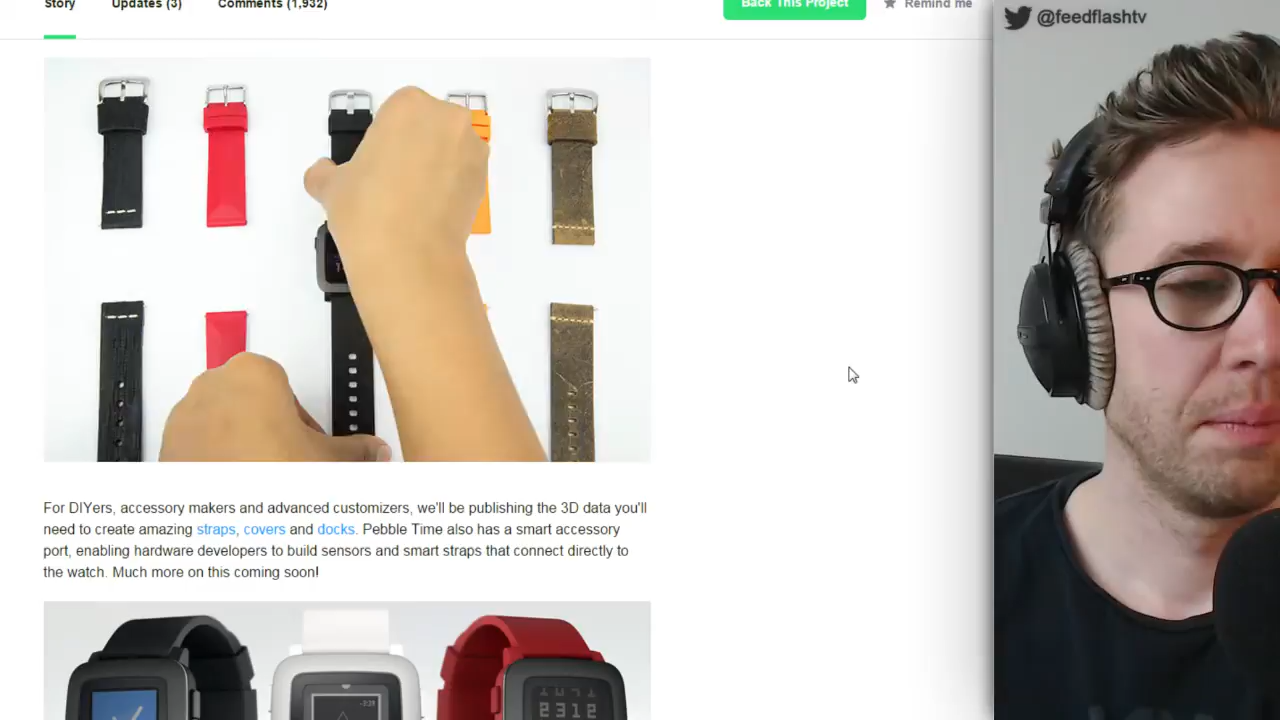 Story Updates (3) Comments (1,932) Back This Project Remind me
@feedflashtv
For DIYers, accessory makers and advanced customizers, we'll be publishing the 3D data you'll
need to create amazing straps, covers and docks. Pebble Time also has a smart accessory
port, enabling hardware developers to build sensors and smart straps that connect directly to
the watch. Much more on this coming soon!
2312